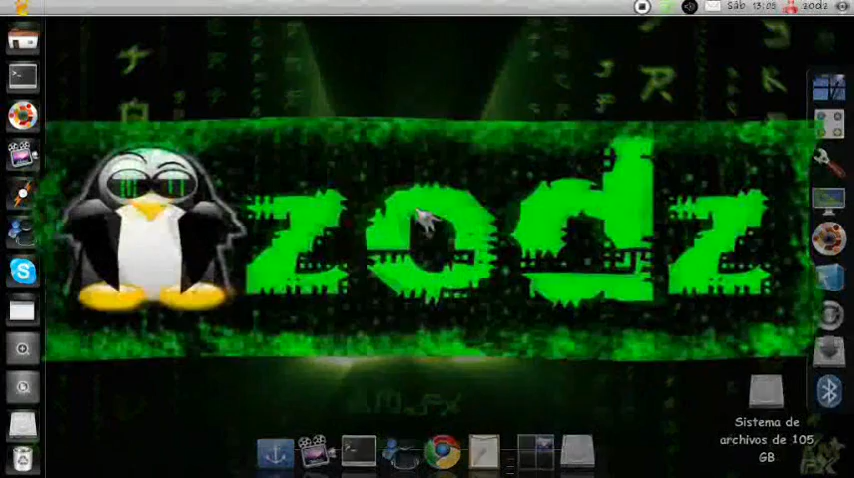 Sáb 13:05 zodz
zodz
Sistema de
archivos de 105
GB